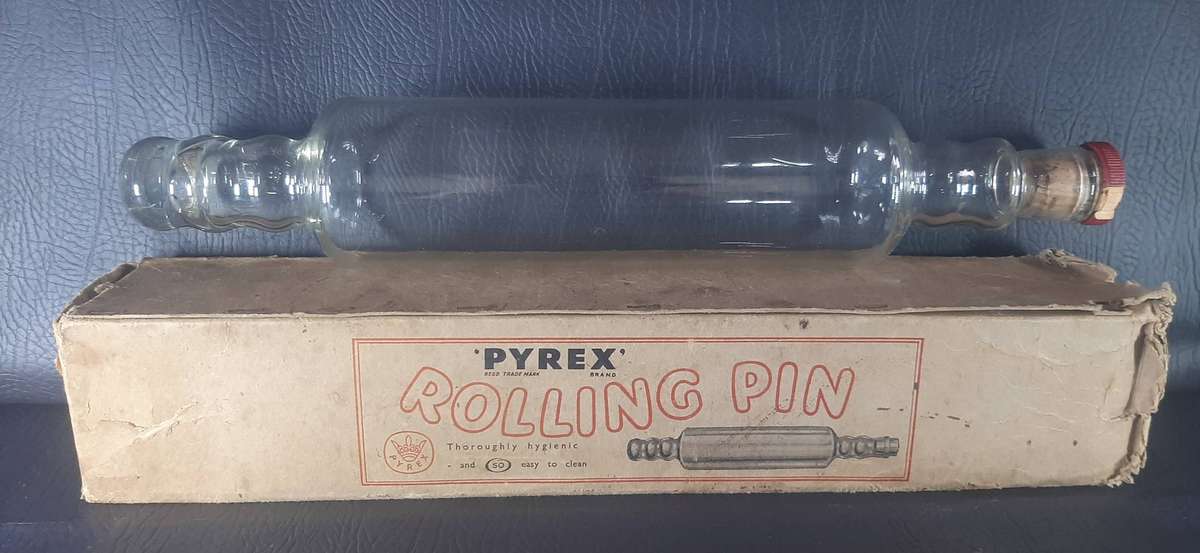 'PYREX'
REGD TRADE MARK BRAND
ROLLING PIN
Thoroughly hygienic
- and SO easy to clean
PYREX